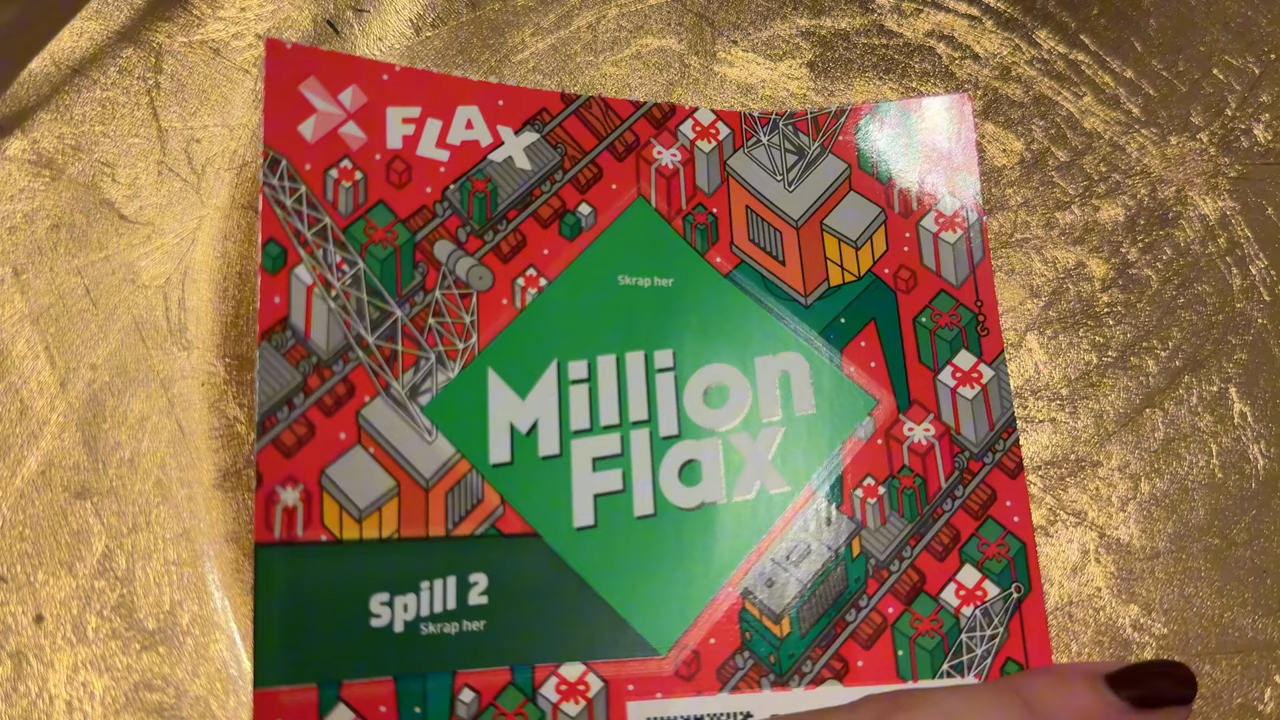 FLAX
Skrap her
Million
Flax
Spill 2
Skrap her